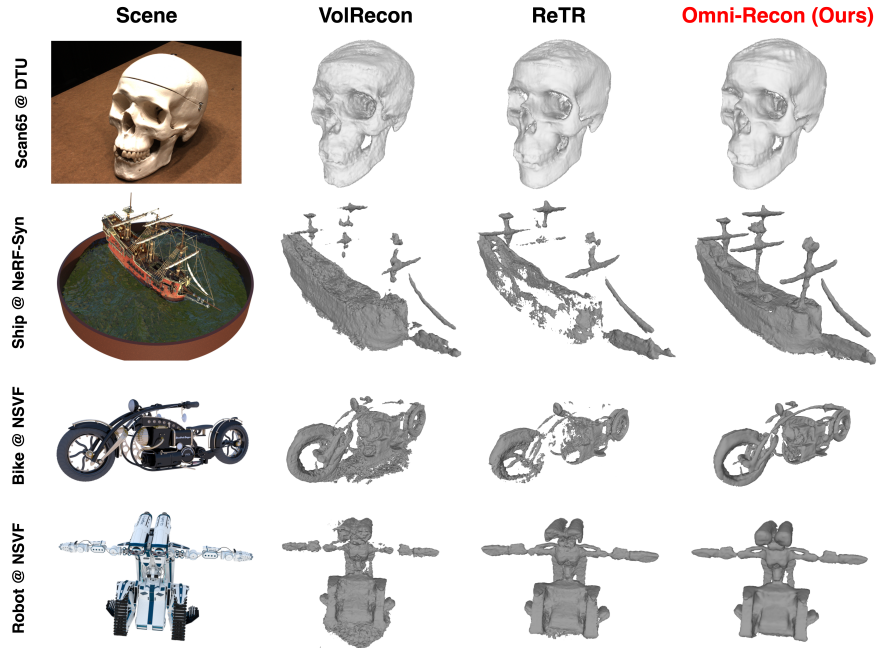 Scene VolRecon ReTR Omni-Recon (Ours)
Scan65 @ DTU
Ship @ NeRF-Syn
Bike @ NSVF
Robot @ NSVF